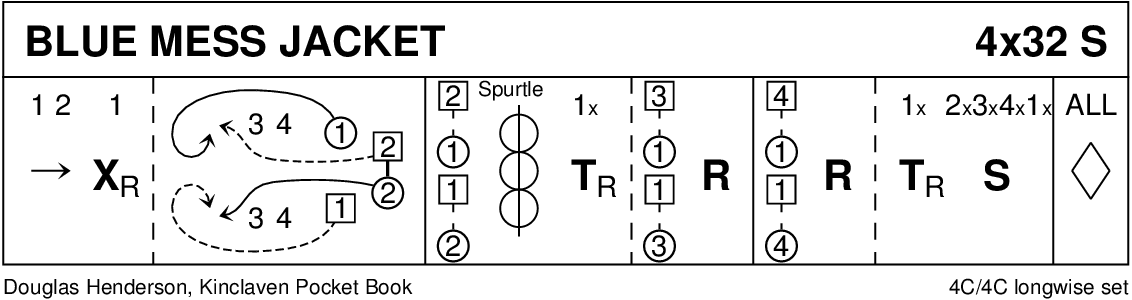 BLUE MESS JACKET 4x32 S
1 2 1 3 4 1 2 2 Spurtle 1x 3 4 1x 2x3x4x1x ALL
→ XR 1 1 TR 1 R 1 R TR S
3 4 1 2 1 1 1
2 3 4
Douglas Henderson, Kinclaven Pocket Book 4C/4C longwise set